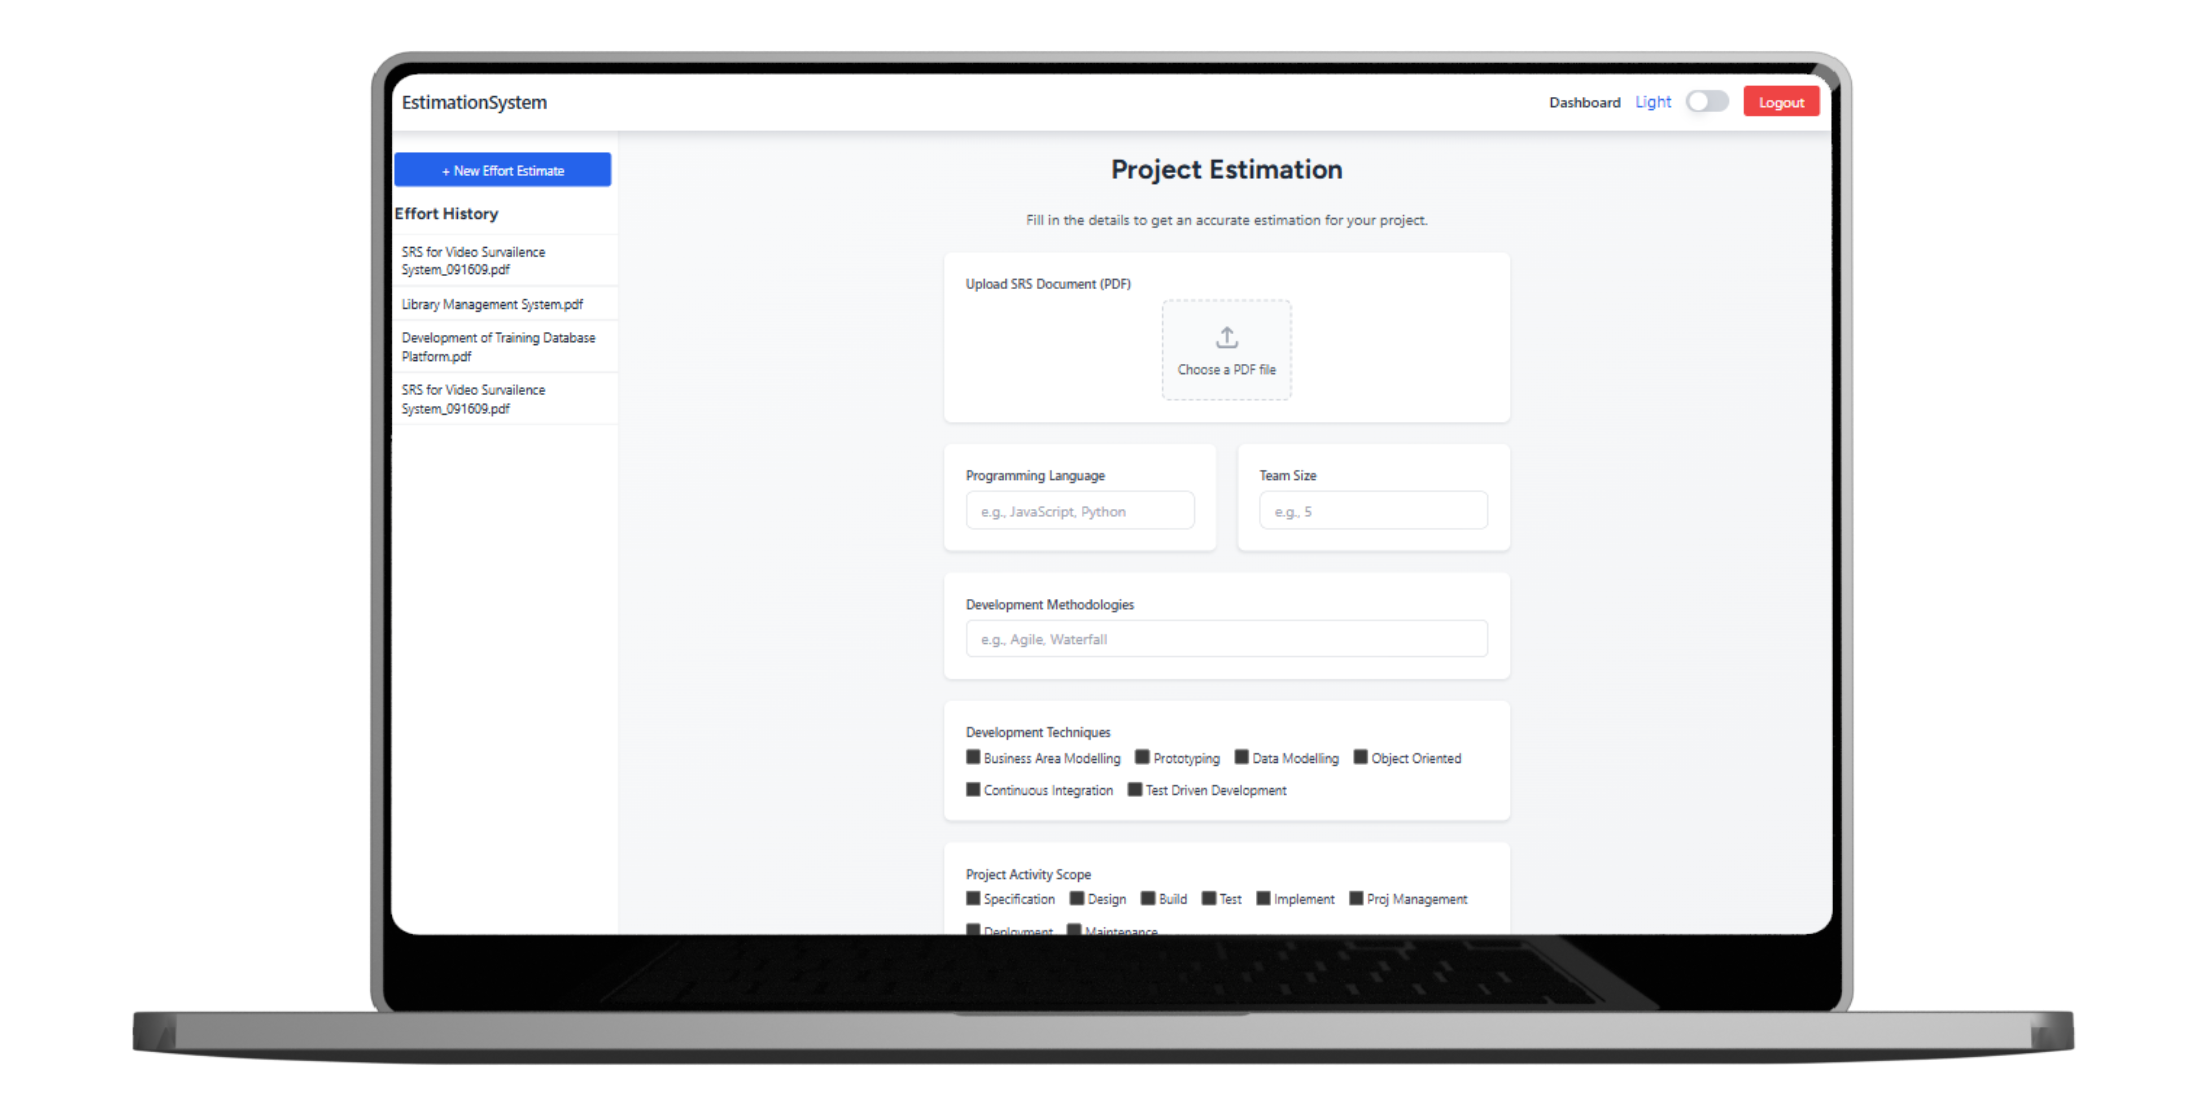 EstimationSystem
Dashboard Light Logout
+ New Effort Estimate
Effort History
SRS for Video Survailence
System_091609.pdf
Library Management System.pdf
Development of Training Database
Platform.pdf
SRS for Video Survailence
System_091609.pdf
Project Estimation
Fill in the details to get an accurate estimation for your project.
Upload SRS Document (PDF)
Choose a PDF file
Programming Language
e.g., JavaScript, Python
Team Size
e.g., 5
Development Methodologies
e.g., Agile, Waterfall
Development Techniques
Business Area Modelling Prototyping Data Modelling Object Oriented
Continuous Integration Test Driven Development
Project Activity Scope
Specification Design Build Test Implement Proj Management
Deployment Maintenance